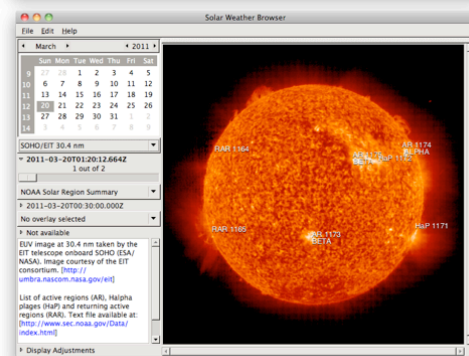 Solar Weather Browser
File Edit Help
March 2011
Sun Mon Tue Wed Thu Fri Sat
9 27 28 1 2 3 4 5
10 6 7 8 9 10 11 12
11 13 14 15 16 17 18 19
12 20 21 22 23 24 25 26
13 27 28 29 30 31 1 2
14 3 4 5 6 7 8 9
SOHO/EIT 30.4 nm
2011-03-20T01:20:12.664Z
1 out of 2
NOAA Solar Region Summary
2011-03-20T00:30:00.000Z
No overlay selected
Not available
EUV image at 30.4 nm taken by the
EIT telescope onboard SOHO (ESA/
NASA). Image courtesy of the EIT
consortium. [http://
umbra.nascom.nasa.gov/
eit]
List of active regions (AR), Halpha
plages (HaP) and returning active
regions (RAR). Text file available at:
[http://www.sec.noaa.gov/Data/
index.html]
Display Adjustments
RAR 1164
AR 1174
ALPHA
HaP 1172
HaP 1171
RAR 1165
AR 1173
BETA